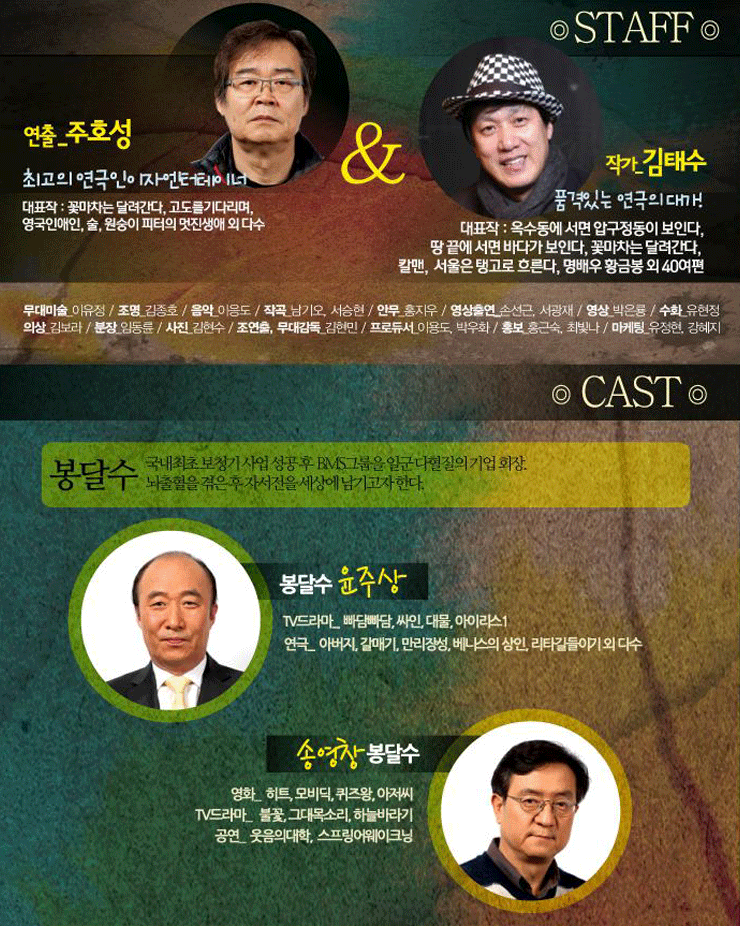 ◎ STAFF ◎
연출_주호성
최고의 연극인이자 엔터테이너
대표작 : 꽃마차는 달려간다, 고도를기다리며,
영국인애인, 술, 원숭이 피터의 멋진생애 외 다수
&
작가_김태수
품격있는 연극의 대가!
대표작 : 옥수동에 서면 압구정동이 보인다,
땅 끝에 서면 바다가 보인다, 꽃마차는 달려간다,
칼맨, 서울은 탱고로 흐른다, 명배우 황금봉 외 40여편
무대미술_이유정 / 조명_김종호 / 음악_이응도 / 작곡_남기오, 서승현 / 안무_홍지우 / 영상출연_손선근, 서광재 / 영상_박은룡 / 수화_유현정
의상_김보라 / 분장_임동륜 / 사진_김현수 / 조연출, 무대감독_김현민 / 프로듀서_이용도, 박우화 / 홍보_홍근숙, 최빛나 / 마케팅_유정현, 강혜지
◎ CAST ◎
봉달수
국내최초 보청기 사업 성공 후 BMS그룹을 일군 다혈질의 기업 회장.
뇌졸혈을 겪은 후 자서전을 세상에 남기고자 한다.
봉달수 윤주상
TV드라마_ 빠담빠담, 싸인, 대물, 아이리스1
연극_ 아버지, 갈매기, 만리장성, 베니스의 상인, 리타길들이기 외 다수
송영창 봉달수
영화_ 히트, 모비딕, 퀴즈왕, 아저씨
TV드라마_ 불꽃, 그대목소리, 하늘바라기
공연_ 웃음의대학, 스프링어웨이크닝